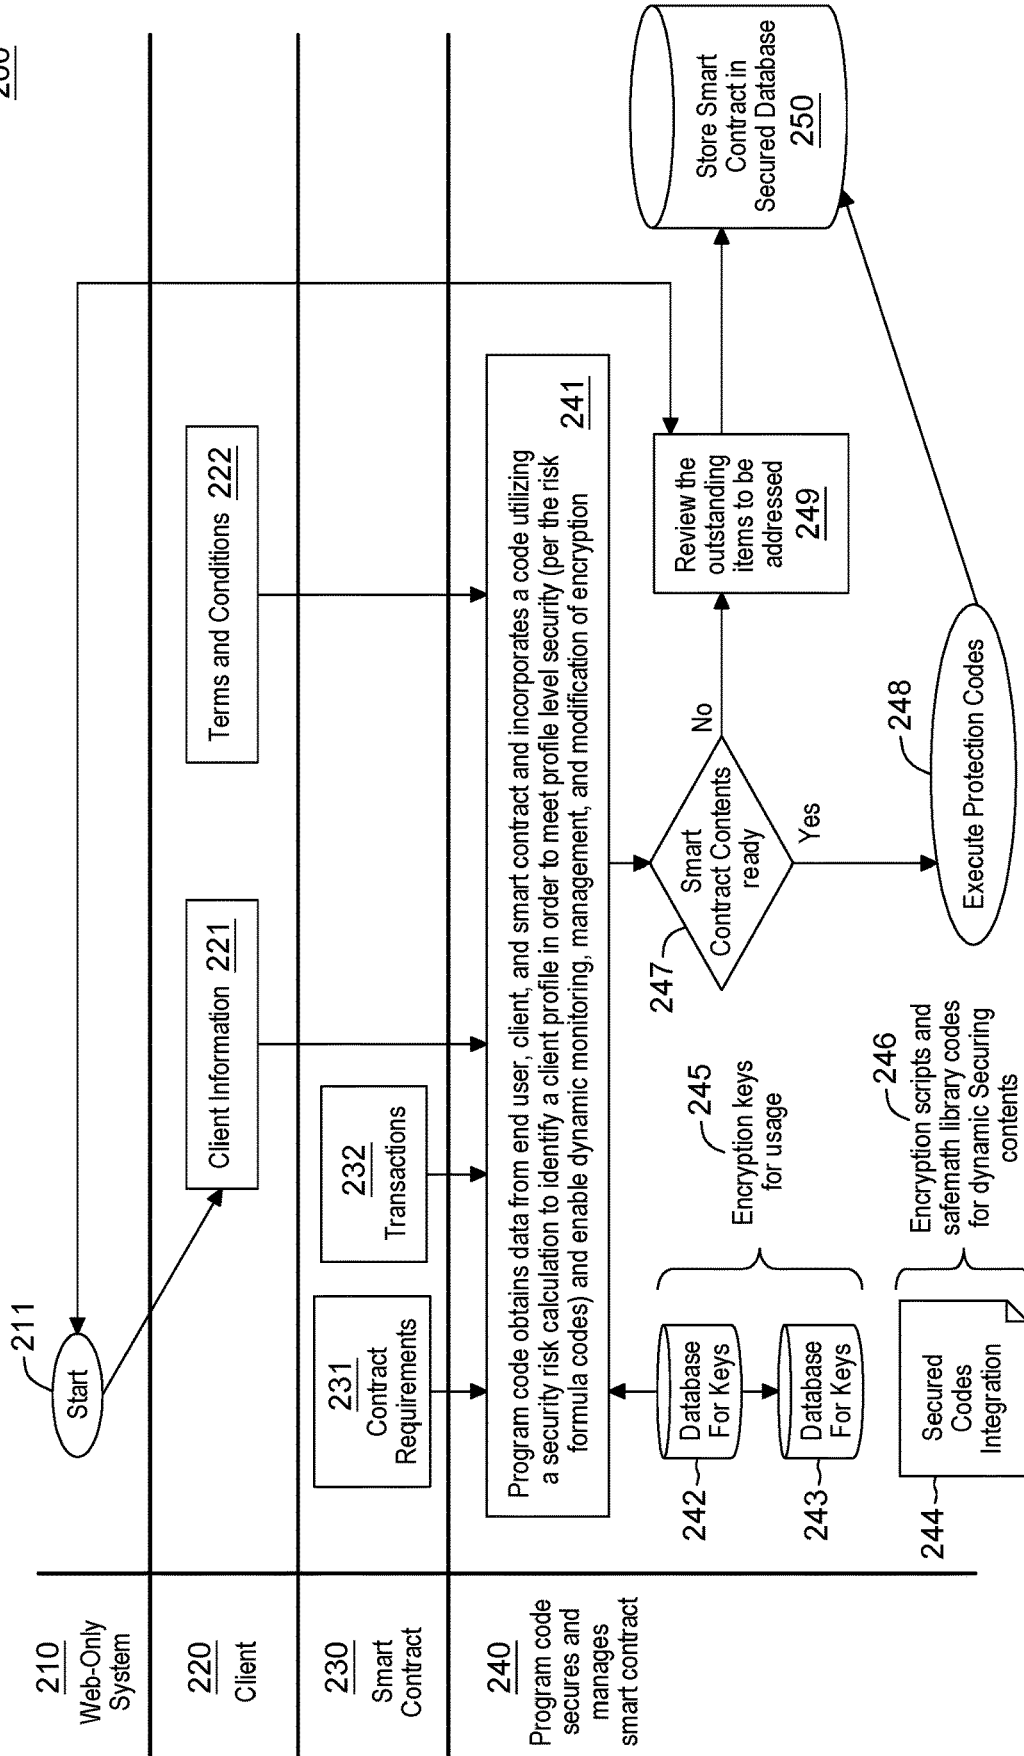 211
Start
210
Web-Only
System
Client Information 221
Terms and Conditions 222
220
Client
231
Contract
Requirements
232
Transactions
230
Smart
Contract
Program code obtains data from end user, client, and smart contract and incorporates a code utilizing
a security risk calculation to identify a client profile in order to meet profile level security (per the risk
formula codes) and enable dynamic monitoring, management, and modification of encryption
241
240
Program code
secures and
manages
smart contract
242
Database
For Keys
243
Database
For Keys
245
Encryption keys
for usage
244
Secured
Codes
Integration
246
Encryption scripts and
safemath library codes
for dynamic Securing
contents
247
Smart
Contract Contents
ready
No
Yes
Review the
outstanding
items to be
addressed
249
248
Execute Protection Codes
Store Smart
Contract in
Secured Database
250